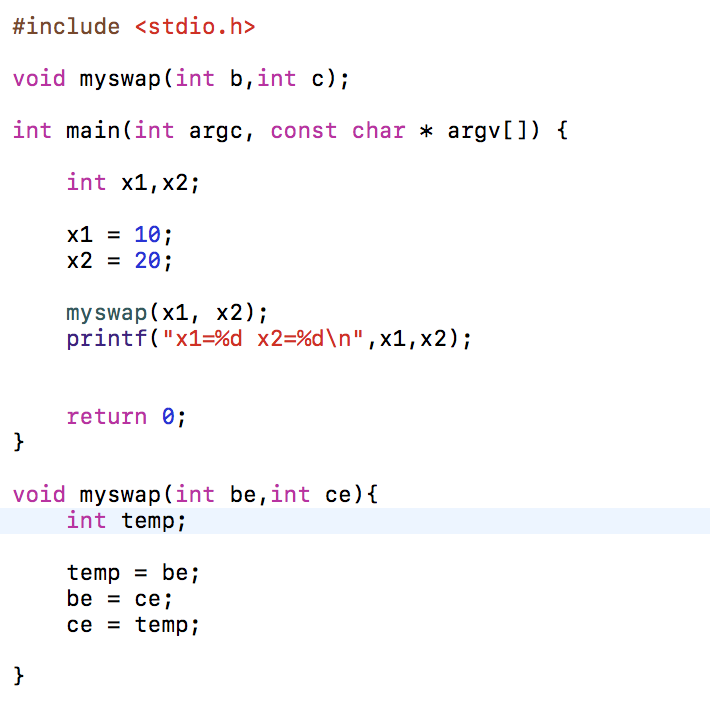 #include <stdio.h>
void myswap(int b,int c);
int main(int argc, const char * argv[]) {
int x1,x2;
x1 = 10;
x2 = 20;
myswap(x1, x2);
printf("x1=%d x2=%d\n",x1,x2);
return 0;
}
void myswap(int be,int ce){
int temp;
temp = be;
be = ce;
ce = temp;
}